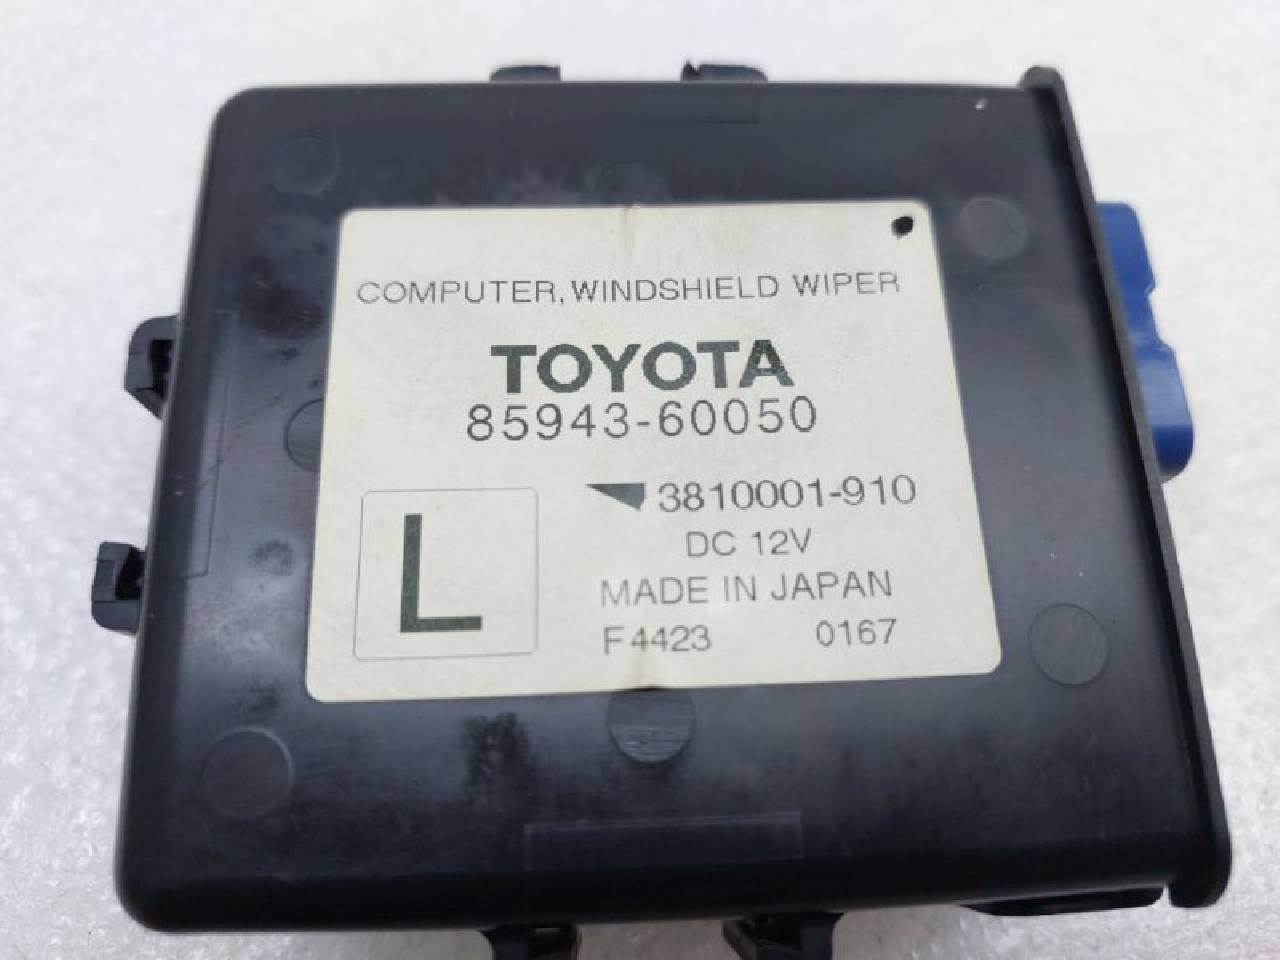 COMPUTER, WINDSHIELD WIPER
TOYOTA
85943-60050
3810001-910
L
DC 12V
MADE IN JAPAN
F4423 0167